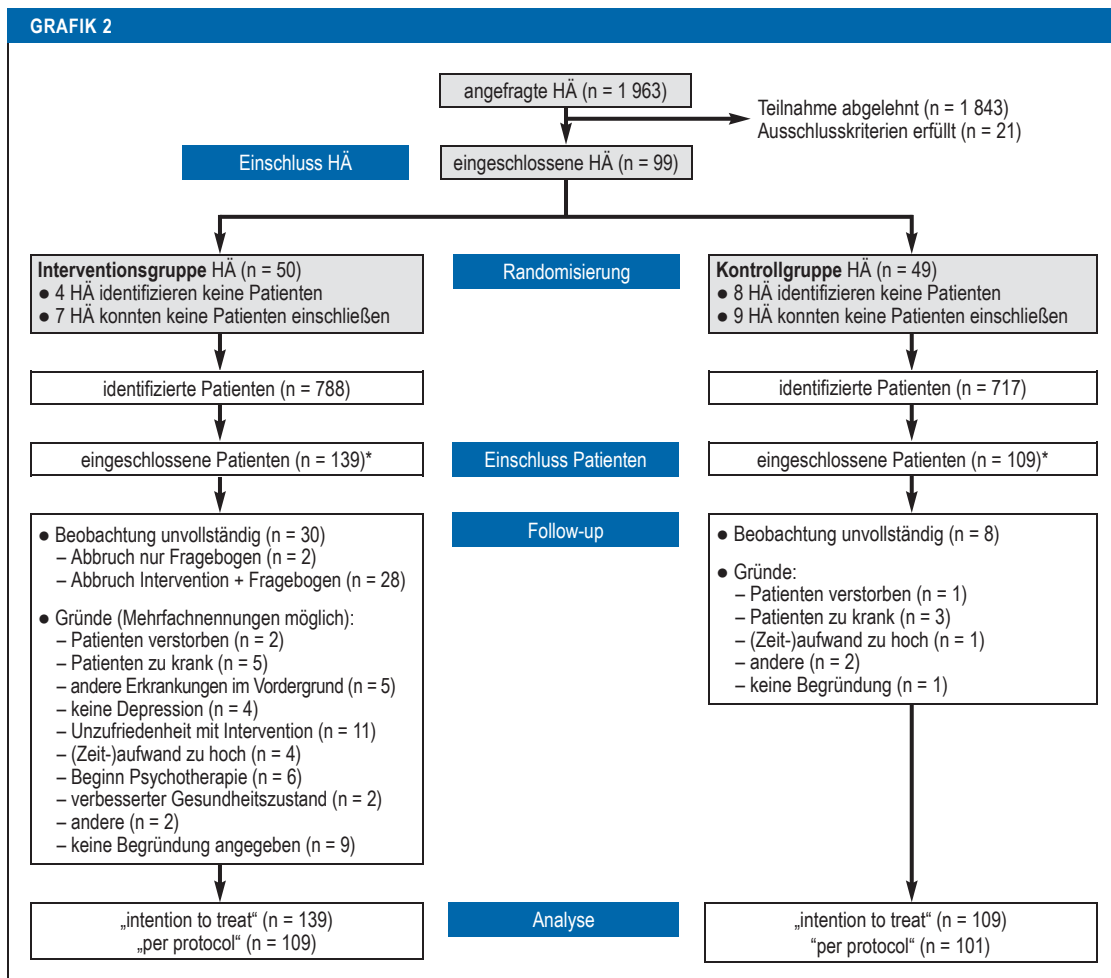 GRAFIK 2
angefragte HÄ (n = 1 963)
Teilnahme abgelehnt (n = 1 843)
Ausschlusskriterien erfüllt (n = 21)
Einschluss HÄ
eingeschlossene HÄ (n = 99)
Interventionsgruppe HÄ (n = 50)
● 4 HÄ identifizieren keine Patienten
● 7 HÄ konnten keine Patienten einschließen
Randomisierung
Kontrollgruppe HÄ (n = 49)
● 8 HÄ identifizieren keine Patienten
● 9 HÄ konnten keine Patienten einschließen
identifizierte Patienten (n = 788)
identifizierte Patienten (n = 717)
eingeschlossene Patienten (n = 139)*
Einschluss Patienten
eingeschlossene Patienten (n = 109)*
● Beobachtung unvollständig (n = 30)
– Abbruch nur Fragebogen (n = 2)
– Abbruch Intervention + Fragebogen (n = 28)
● Gründe (Mehrfachnennungen möglich):
– Patienten verstorben (n = 2)
– Patienten zu krank (n = 5)
– andere Erkrankungen im Vordergrund (n = 5)
– keine Depression (n = 4)
– Unzufriedenheit mit Intervention (n = 11)
– (Zeit-)aufwand zu hoch (n = 4)
– Beginn Psychotherapie (n = 6)
– verbesserter Gesundheitszustand (n = 2)
– andere (n = 2)
– keine Begründung angegeben (n = 9)
Follow-up
● Beobachtung unvollständig (n = 8)
● Gründe:
– Patienten verstorben (n = 1)
– Patienten zu krank (n = 3)
– (Zeit-)aufwand zu hoch (n = 1)
– andere (n = 2)
– keine Begründung (n = 1)
„intention to treat“ (n = 139)
„per protocol“ (n = 109)
Analyse
„intention to treat“ (n = 109)
“per protocol“ (n = 101)